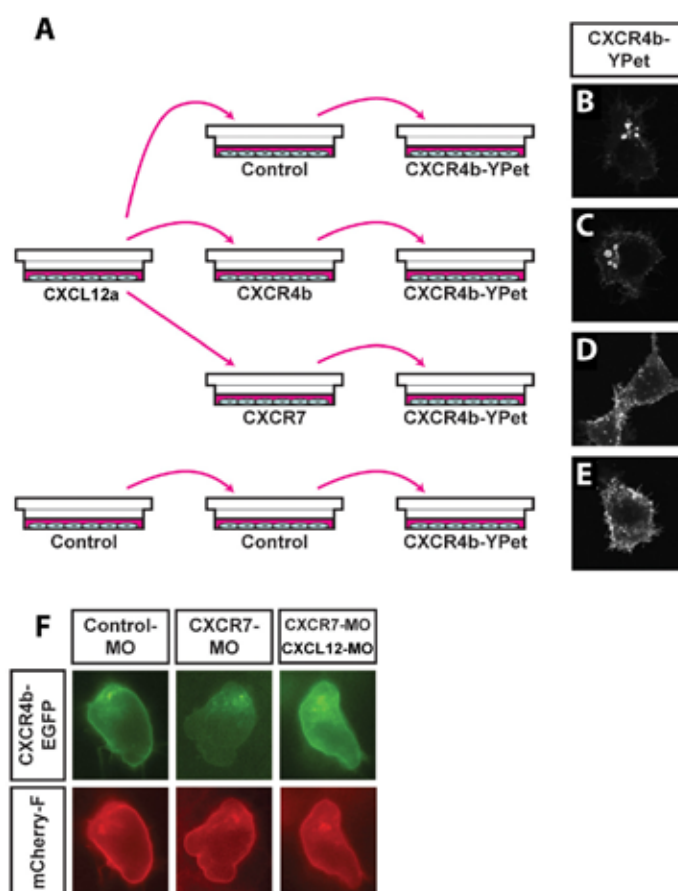 A
CXCR4b-
YPet
B
Control
CXCR4b-YPet
C
CXCL12a
CXCR4b
CXCR4b-YPet
D
CXCR7
CXCR4b-YPet
E
Control
Control
CXCR4b-YPet
F
Control-
MO
CXCR7-
MO
CXCR7-MO
CXCL12-MO
CXCR4b-
EGFP
mCherry-F